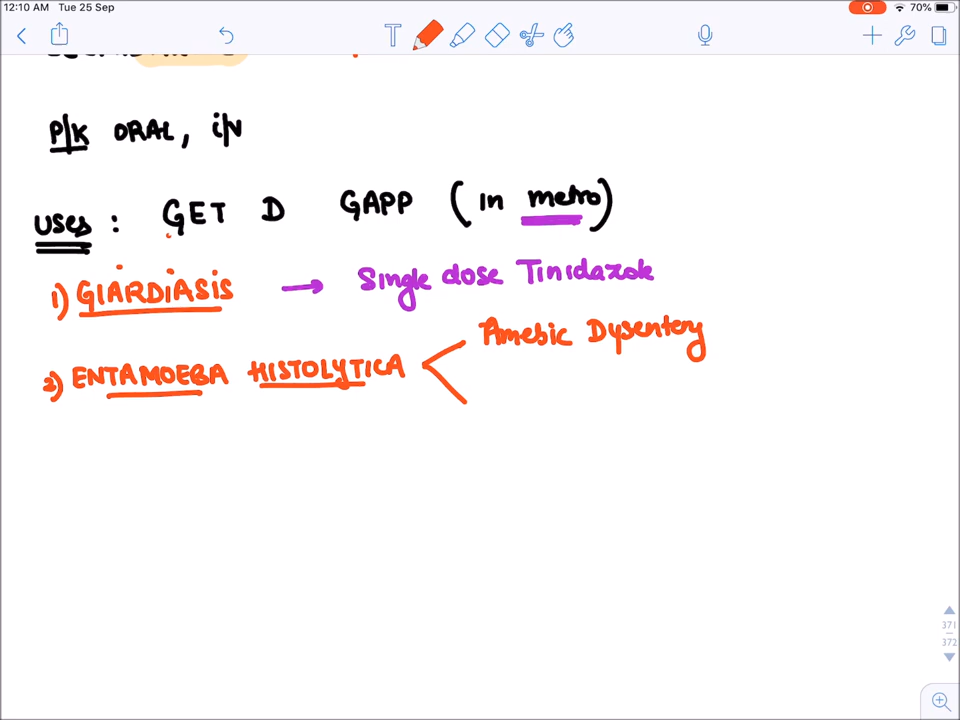 12:10 AM Tue 25 Sep 70%
P/K ORAL, i/v
Uses : GET D GAPP (in metro)
1) GIARDIASIS → Single dose Tinidazole
2) ENTAMOEBA HISTOLYTICA < Amebic Dysentery
371
372